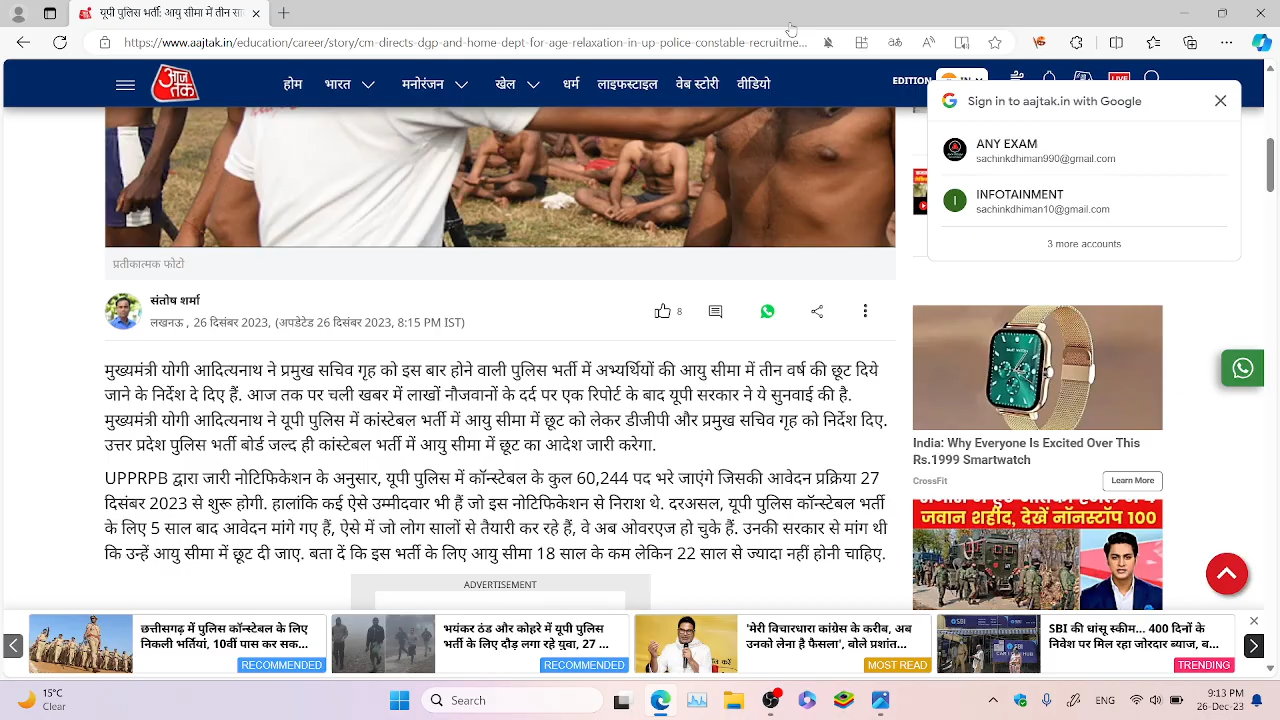 यूपी पुलिस भर्ती: आयु सीमा में तीन सा
https://www.aajtak.in/education/career/story/cm-directs-dgp-and-home-department-for-relaxation-in-up-police-constable-recruitme...
आज तक
होम
भारत
मनोरंजन
खेल
धर्म
लाइफस्टाइल
वेब स्टोरी
वीडियो
EDITION
LIVE
Sign in to aajtak.in with Google
ANY EXAM
sachinkdhiman990@gmail.com
INFOTAINMENT
sachinkdhiman10@gmail.com
3 more accounts
प्रतीकात्मक फोटो
संतोष शर्मा
लखनऊ , 26 दिसंबर 2023, (अपडेटेड 26 दिसंबर 2023, 8:15 PM IST)
8
मुख्यमंत्री योगी आदित्यनाथ ने प्रमुख सचिव गृह को इस बार होने वाली पुलिस भर्ती में अभ्यर्थियों की आयु सीमा में तीन वर्ष की छूट दिये
जाने के निर्देश दे दिए हैं. आज तक पर चली खबर में लाखों नौजवानों के दर्द पर एक रिपोर्ट के बाद यूपी सरकार ने ये सुनवाई की है.
मुख्यमंत्री योगी आदित्यनाथ ने यूपी पुलिस में कांस्टेबल भर्ती में आयु सीमा में छूट को लेकर डीजीपी और प्रमुख सचिव गृह को निर्देश दिए.
उत्तर प्रदेश पुलिस भर्ती बोर्ड जल्द ही कांस्टेबल भर्ती में आयु सीमा में छूट का आदेश जारी करेगा.
UPPRPB द्वारा जारी नोटिफिकेशन के अनुसार, यूपी पुलिस में कॉन्स्टेबल के कुल 60,244 पद भरे जाएंगे जिसकी आवेदन प्रक्रिया 27
दिसंबर 2023 से शुरू होगी. हालांकि कई ऐसे उम्मीदवार भी हैं जो इस नोटिफिकेशन से निराश थे. दरअसल, यूपी पुलिस कॉन्स्टेबल भर्ती
के लिए 5 साल बाद आवेदन मांगे गए हैं. ऐसे में जो लोग सालों से तैयारी कर रहे हैं, वे अब ओवरएज हो चुके हैं. उनकी सरकार से मांग थी
कि उन्हें आयु सीमा में छूट दी जाए. बता दें कि इस भर्ती के लिए आयु सीमा 18 साल के कम लेकिन 22 साल से ज्यादा नहीं होनी चाहिए.
ADVERTISEMENT
India: Why Everyone Is Excited Over This
Rs.1999 Smartwatch
CrossFit
Learn More
जवान शहीद, देखें नॉनस्टॉप 100
छत्तीसगढ़ में पुलिस कॉन्स्टेबल के लिए
निकली भर्तियां, 10वीं पास कर सक...
RECOMMENDED
भयंकर ठंड और कोहरे में यूपी पुलिस
भर्ती के लिए दौड़ लगा रहे युवा, 27 ...
RECOMMENDED
'मेरी विचारधारा कांग्रेस के करीब, अब
उनको लेना है फैसला', बोले प्रशांत...
MOST READ
SBI की धांसू स्कीम... 400 दिनों के
निवेश पर मिल रहा जोरदार ब्याज, ब...
TRENDING
15°C
Clear
Search
9:13 PM
26-Dec-23